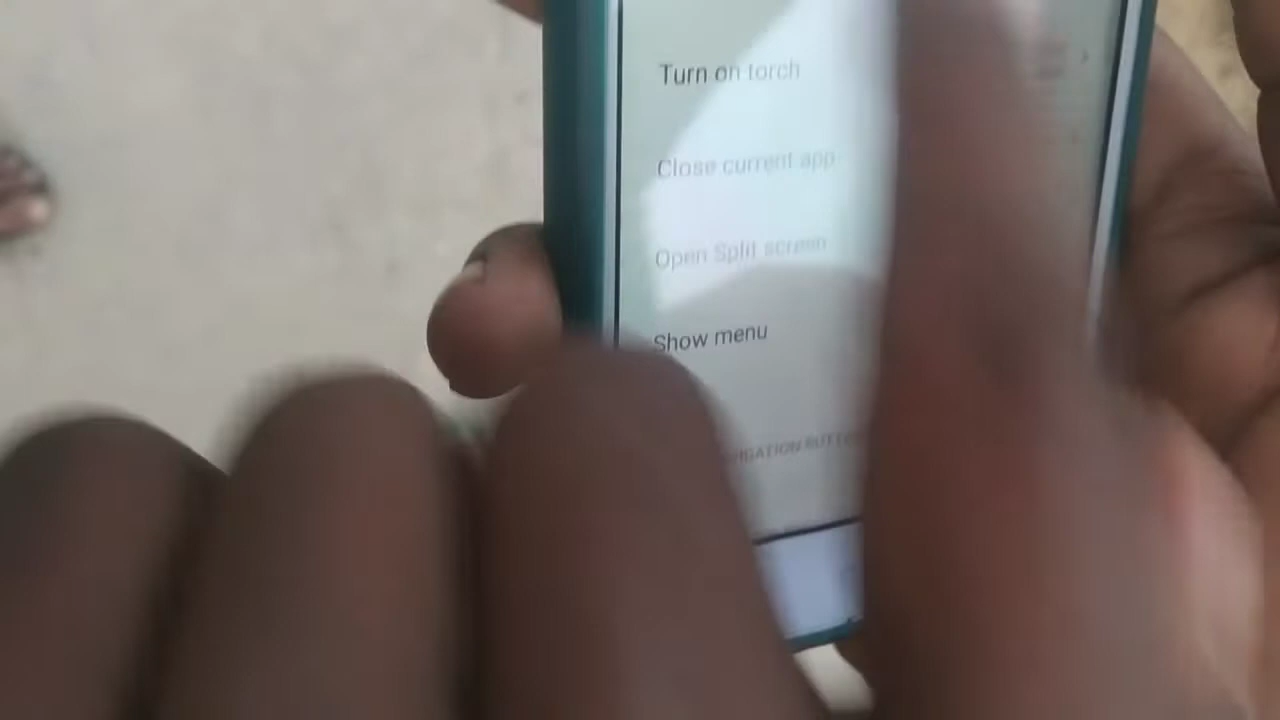 Turn on torch
Close current app
Open Split screen
Show menu